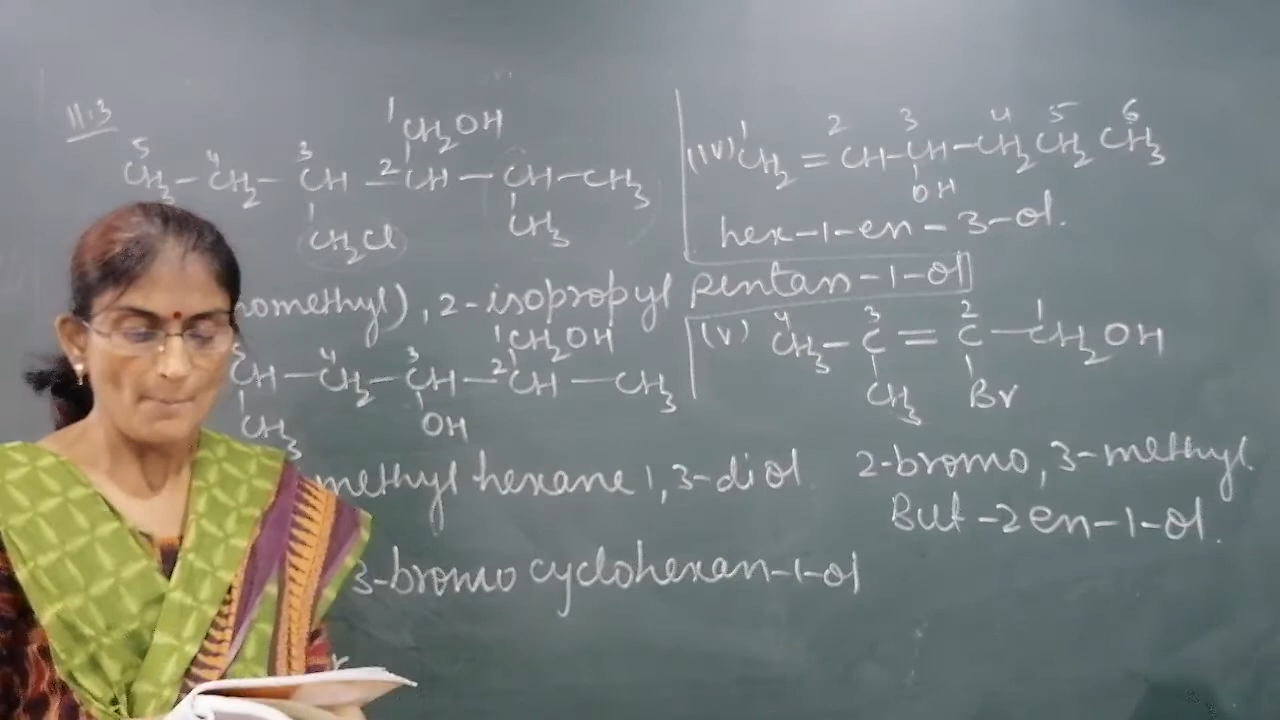 11.3
1 CH2OH
5 CH3 - 4 CH2 - 3 CH - 2 CH - CH - CH3
CH2Cl CH3
omethyl), 2-isopropyl pentan-1-ol
1 CH2OH
CH - 4 CH2 - 3 CH - 2 CH - CH3
CH3 OH
methyl hexane 1,3-diol
3-bromo cyclohexan-1-ol
(IV) 1 CH2 = 2 CH - 3 CH - 4 CH2 5 CH2 6 CH3
OH
hex-1-en-3-ol.
(V) 4 CH3 - 3 C = 2 C - 1 CH2OH
CH3 Br
2-bromo, 3-methyl
But-2en-1-ol.